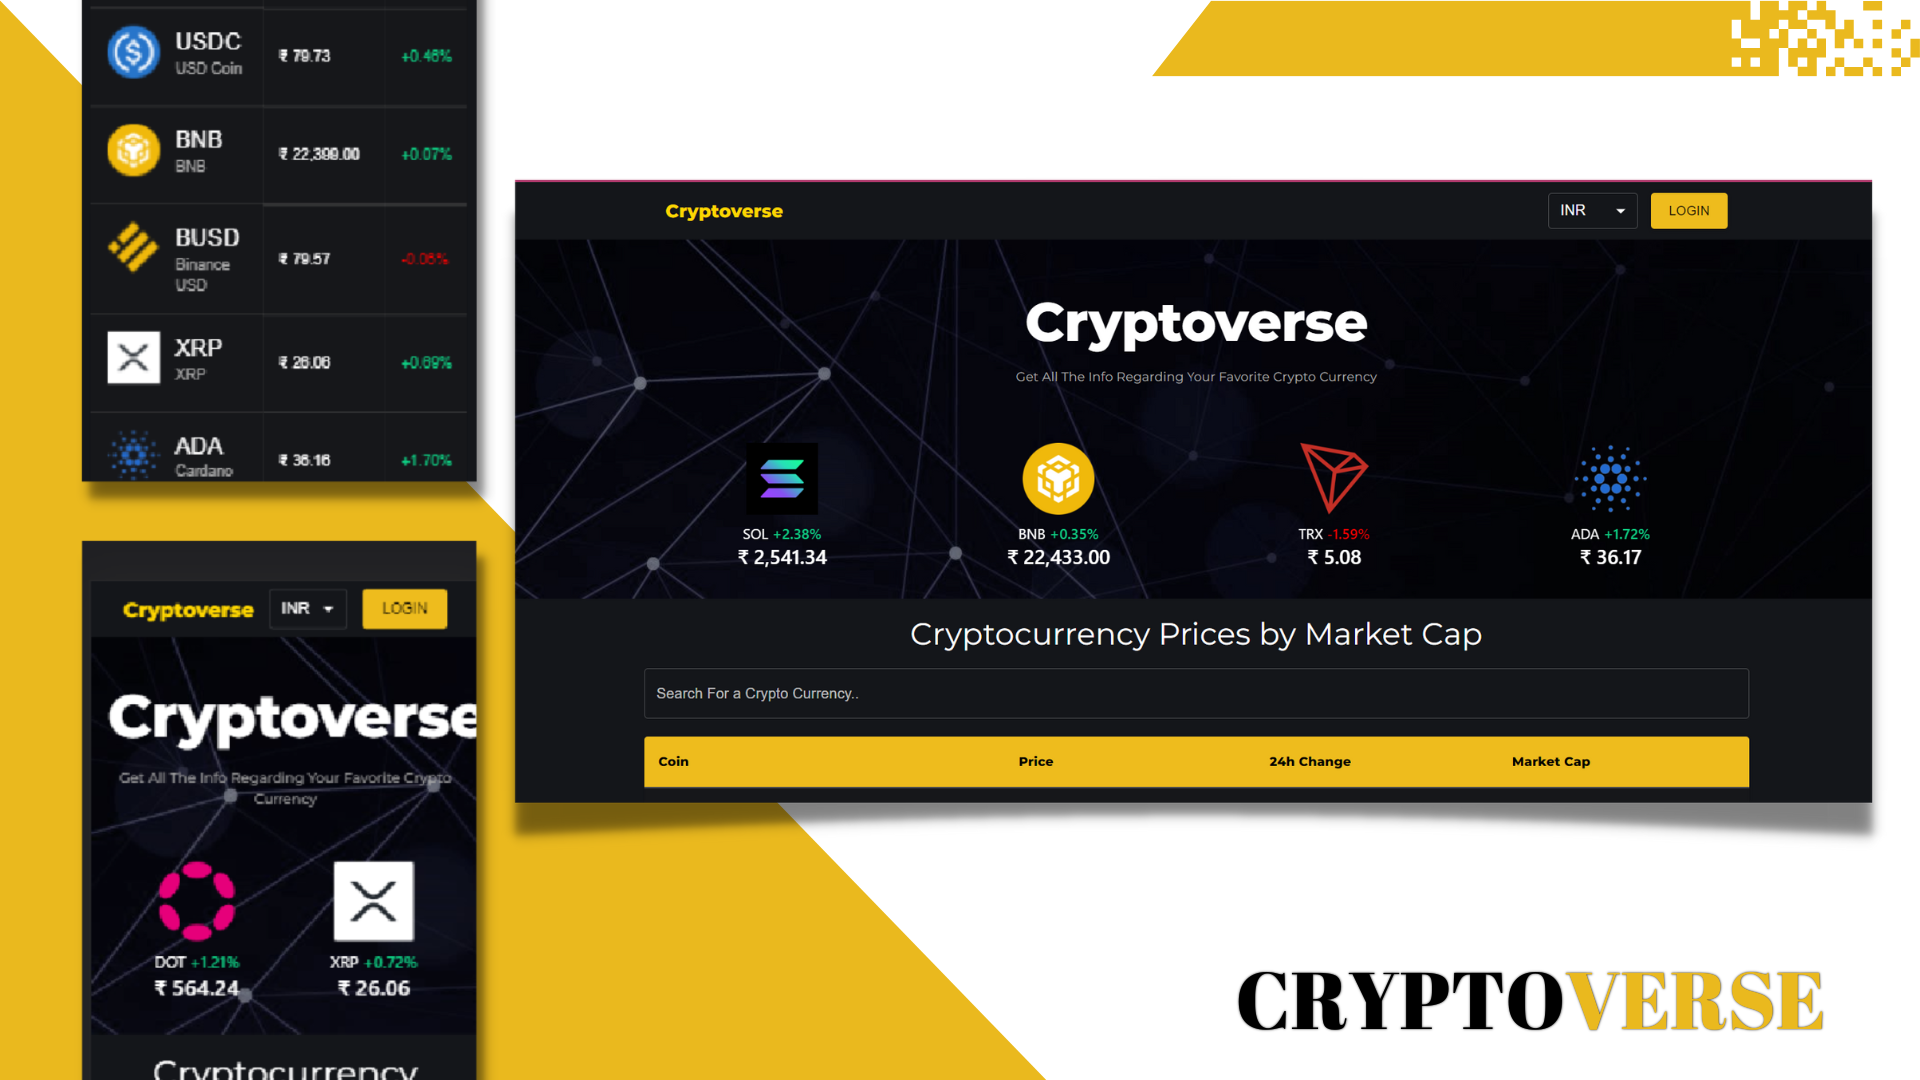 USDC
USD Coin
₹ 79.73
+0.46%
BNB
BNB
₹ 22,399.00
+0.07%
BUSD
Binance
USD
₹ 79.57
-0.06%
XRP
XRP
₹ 26.06
+0.69%
ADA
Cardano
₹ 36.16
+1.70%
Cryptoverse
INR
LOGIN
Cryptoverse
Get All The Info Regarding Your Favorite Crypto
Currency
DOT +1.21%
₹ 564.24
XRP +0.72%
₹ 26.06
Cryptocurrency
Cryptoverse
INR
LOGIN
Cryptoverse
Get All The Info Regarding Your Favorite Crypto Currency
SOL +2.38%
₹ 2,541.34
BNB +0.35%
₹ 22,433.00
TRX -1.59%
₹ 5.08
ADA +1.72%
₹ 36.17
Cryptocurrency Prices by Market Cap
Search For a Crypto Currency..
Coin
Price
24h Change
Market Cap
CRYPTOVERSE